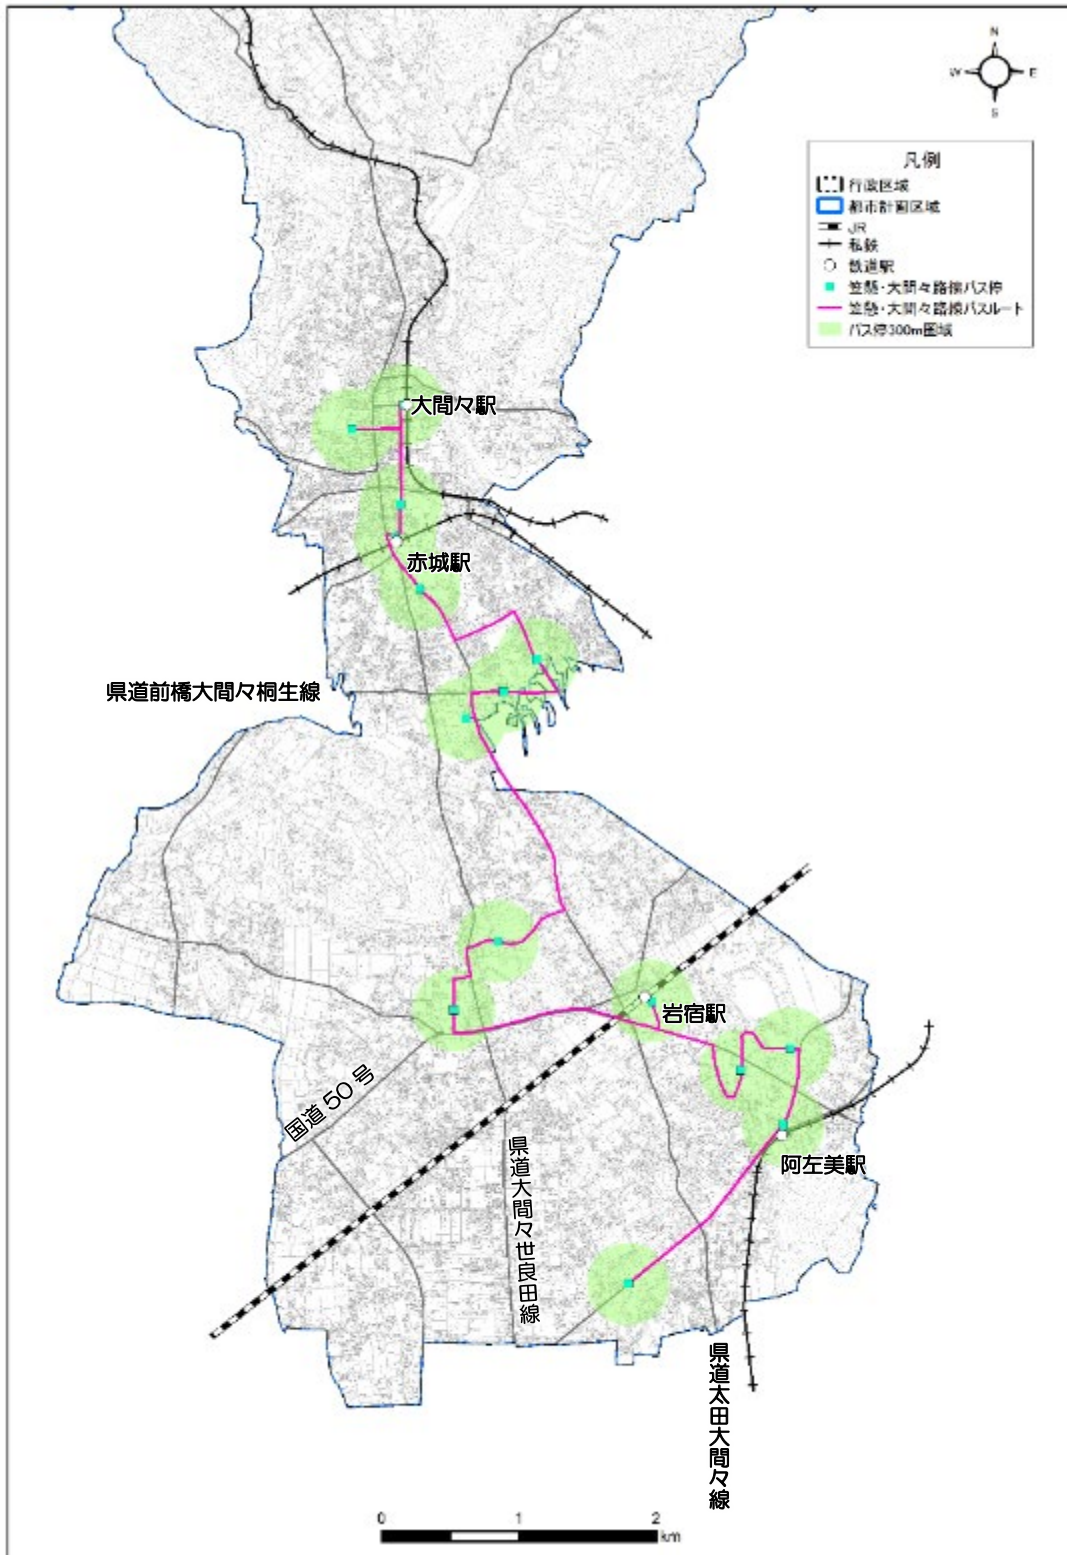 N
W E
S
凡例
行政区域
都市計画区域
JR
私鉄
鉄道駅
笠懸・大間々路線バス停
笠懸・大間々路線バスルート
バス停300m圏域
大間々駅
赤城駅
県道前橋大間々桐生線
岩宿駅
国道50号
県道大間々世良田線
阿左美駅
県道太田大間々線
0 1 2
km